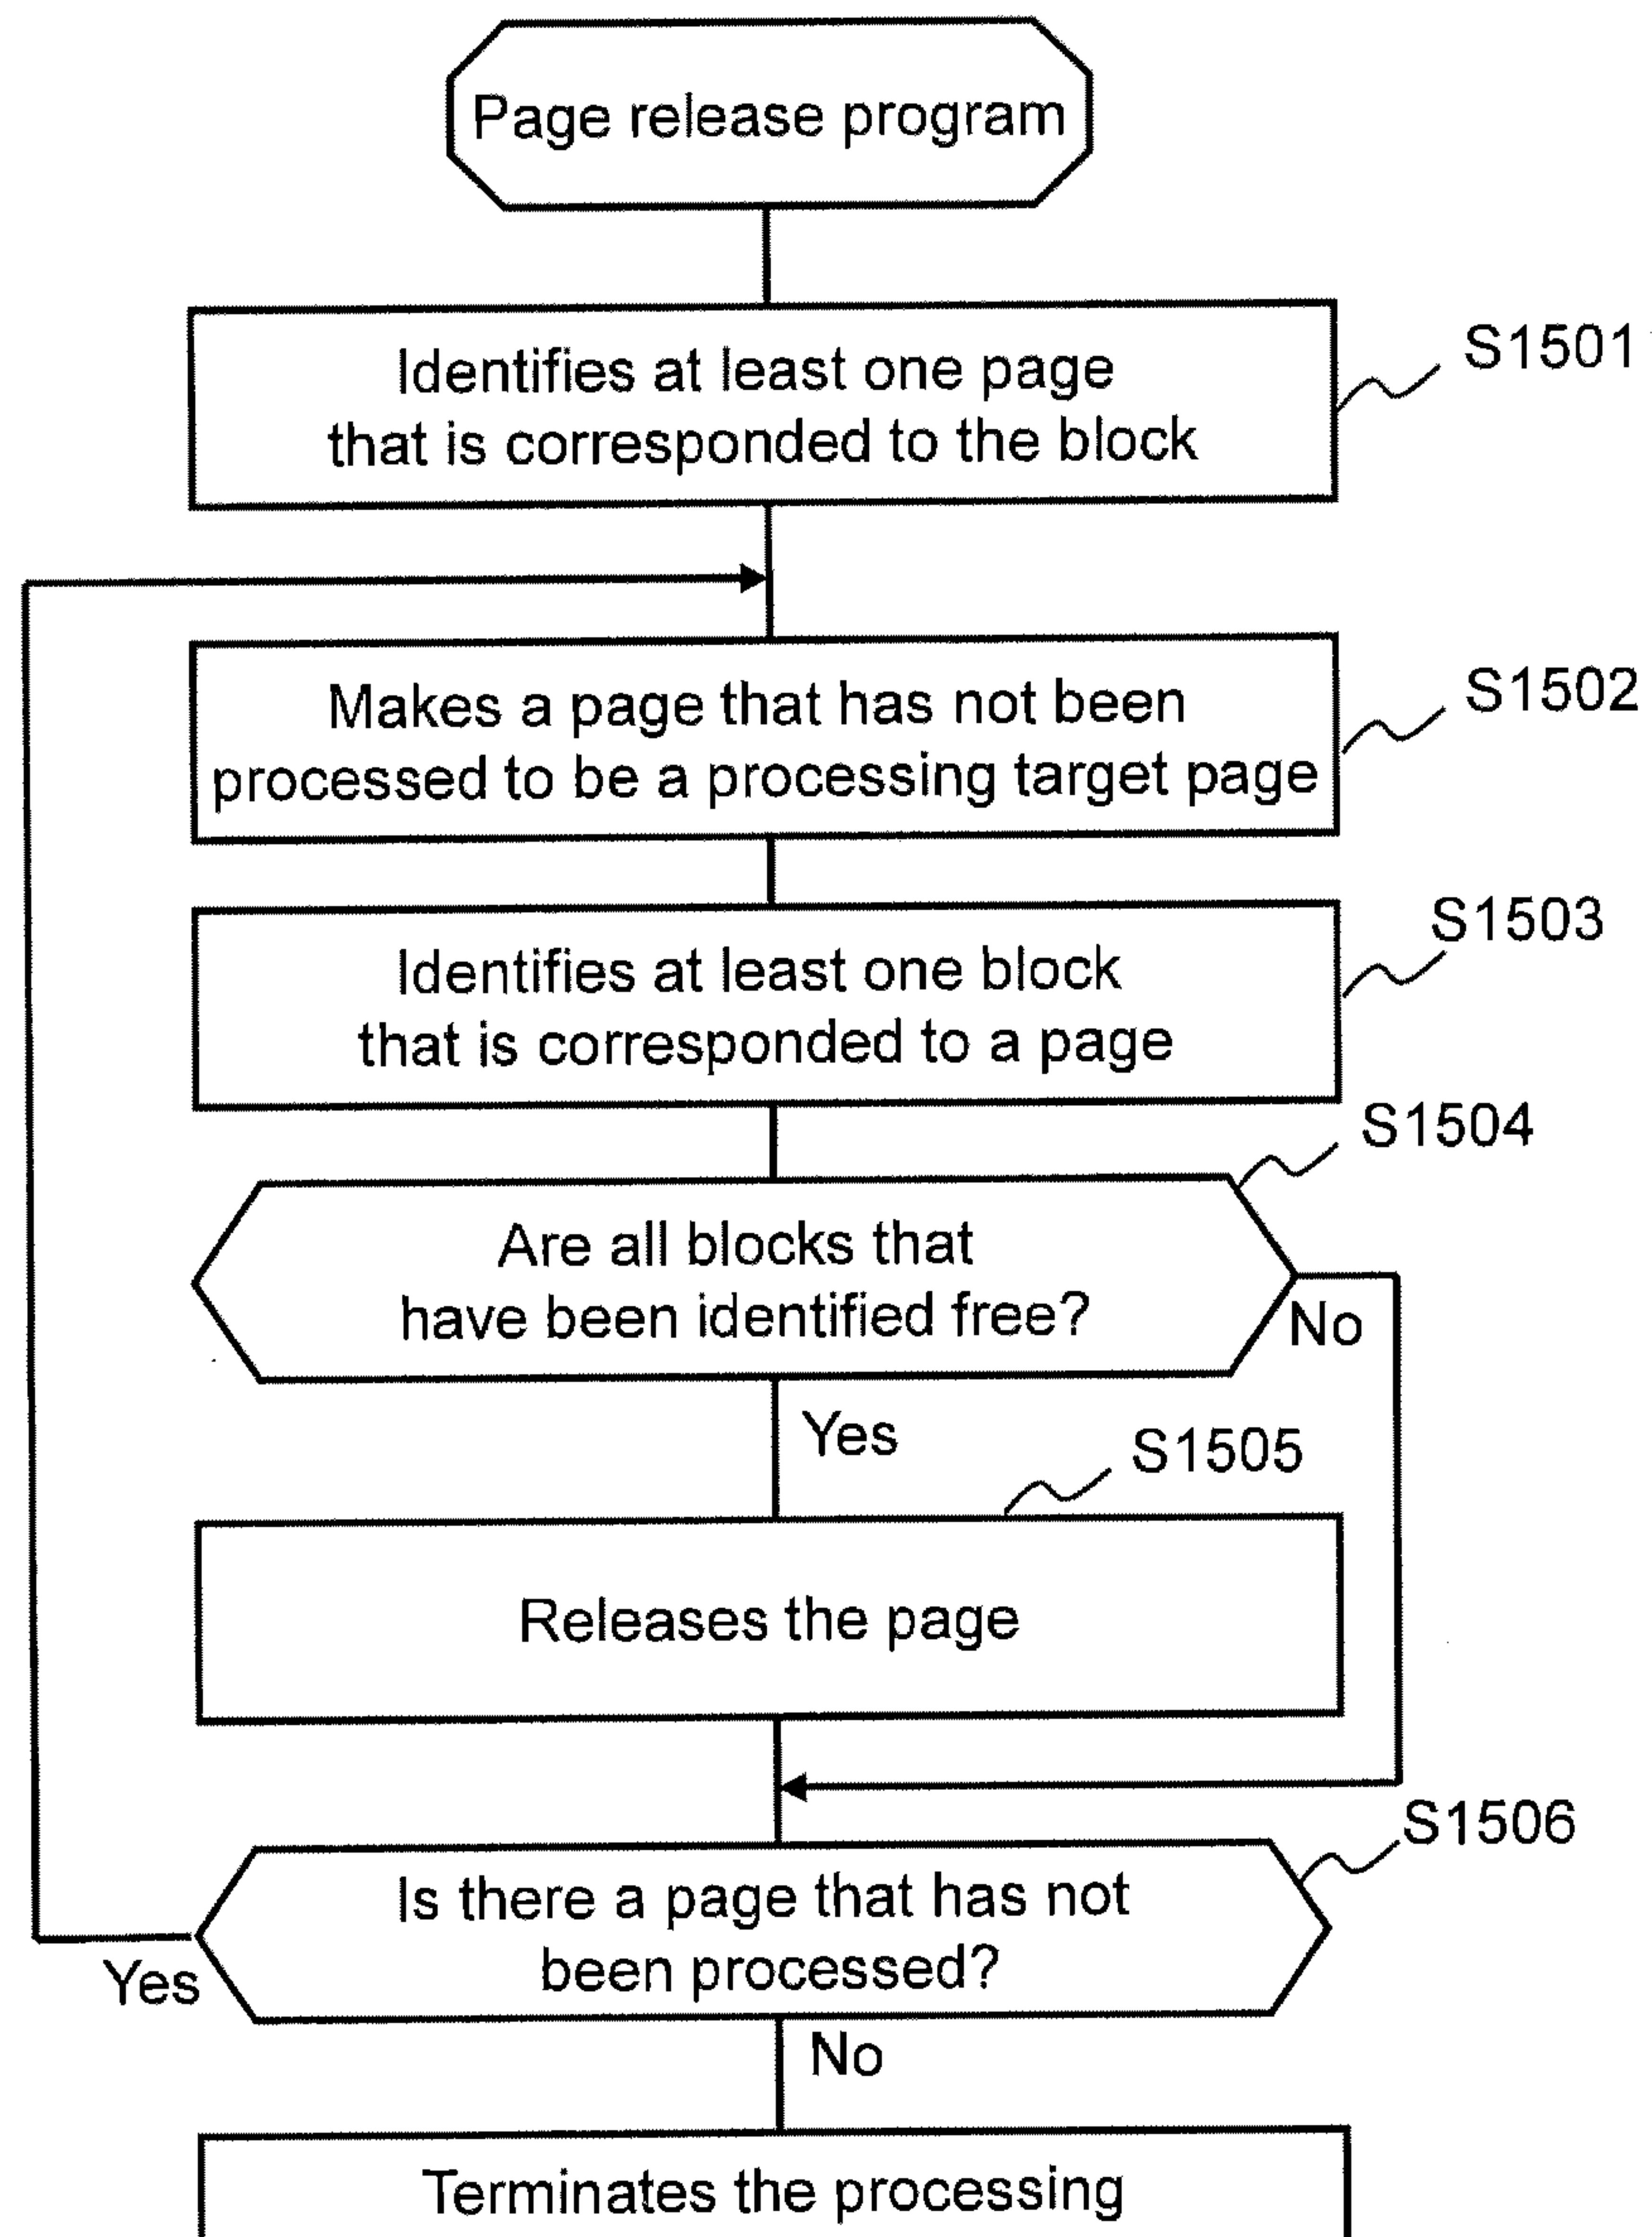 Page release program
Identifies at least one page
that is corresponded to the block
S1501
Makes a page that has not been
processed to be a processing target page
S1502
Identifies at least one block
that is corresponded to a page
S1503
Are all blocks that
have been identified free?
S1504
No
Yes
S1505
Releases the page
Is there a page that has not
been processed?
S1506
Yes
No
Terminates the processing